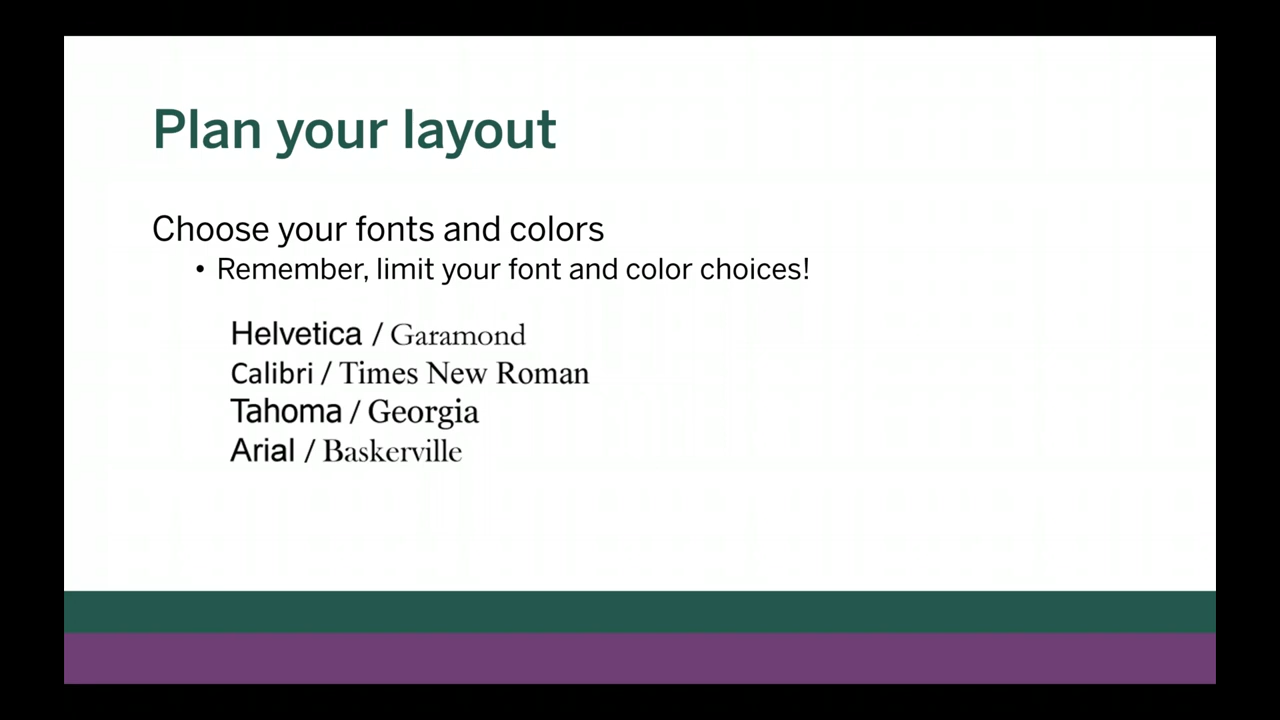 Plan your layout
Choose your fonts and colors
• Remember, limit your font and color choices!
Helvetica / Garamond
Calibri / Times New Roman
Tahoma / Georgia
Arial / Baskerville